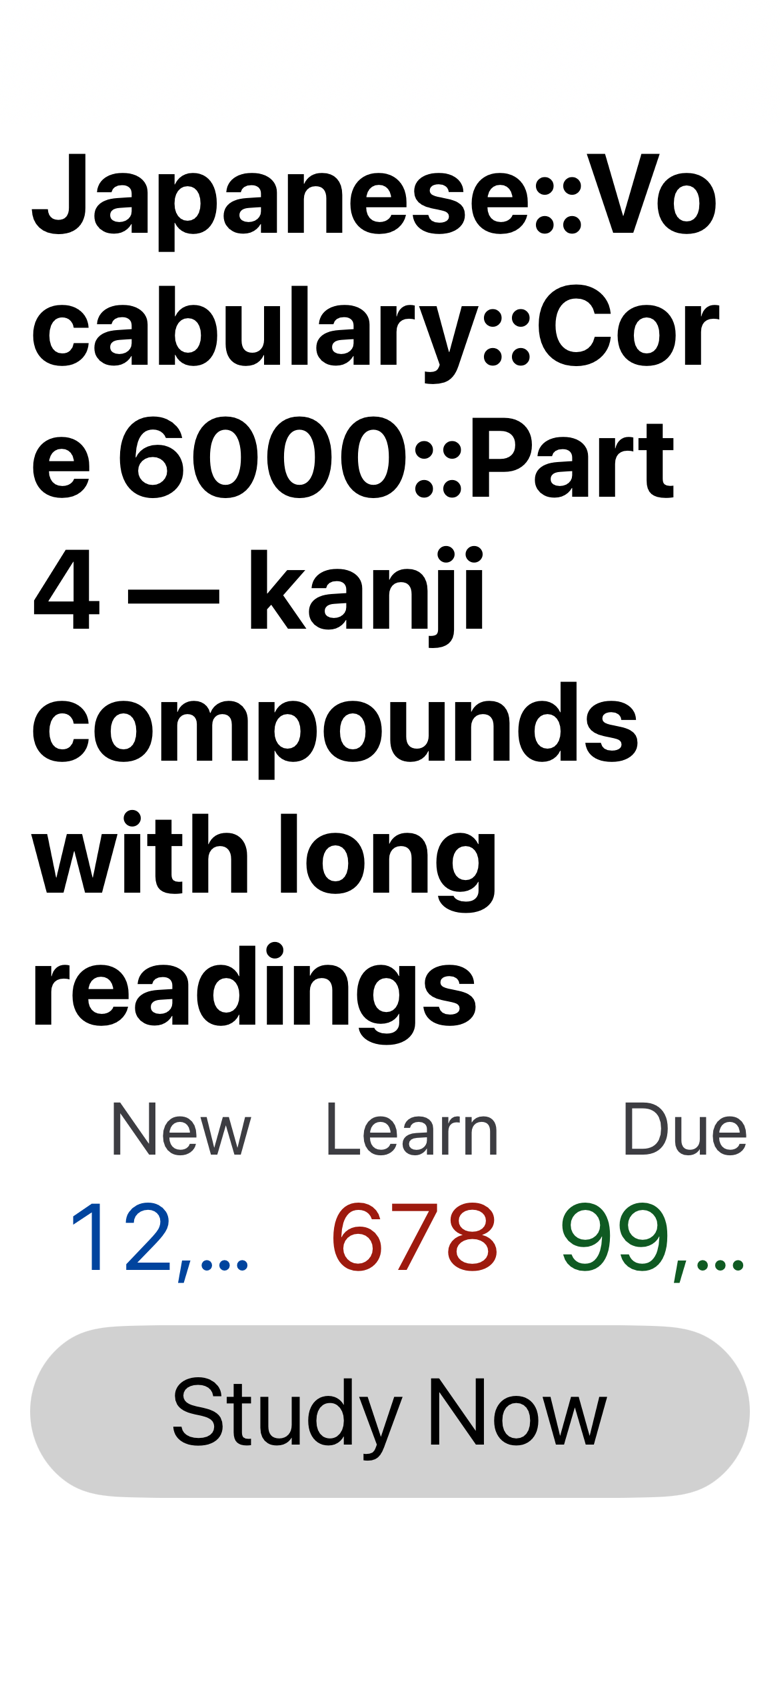 Japanese::Vo
cabulary::Cor
e 6000::Part
4 — kanji
compounds
with long
readings
New Learn Due
12,... 678 99,...
Study Now